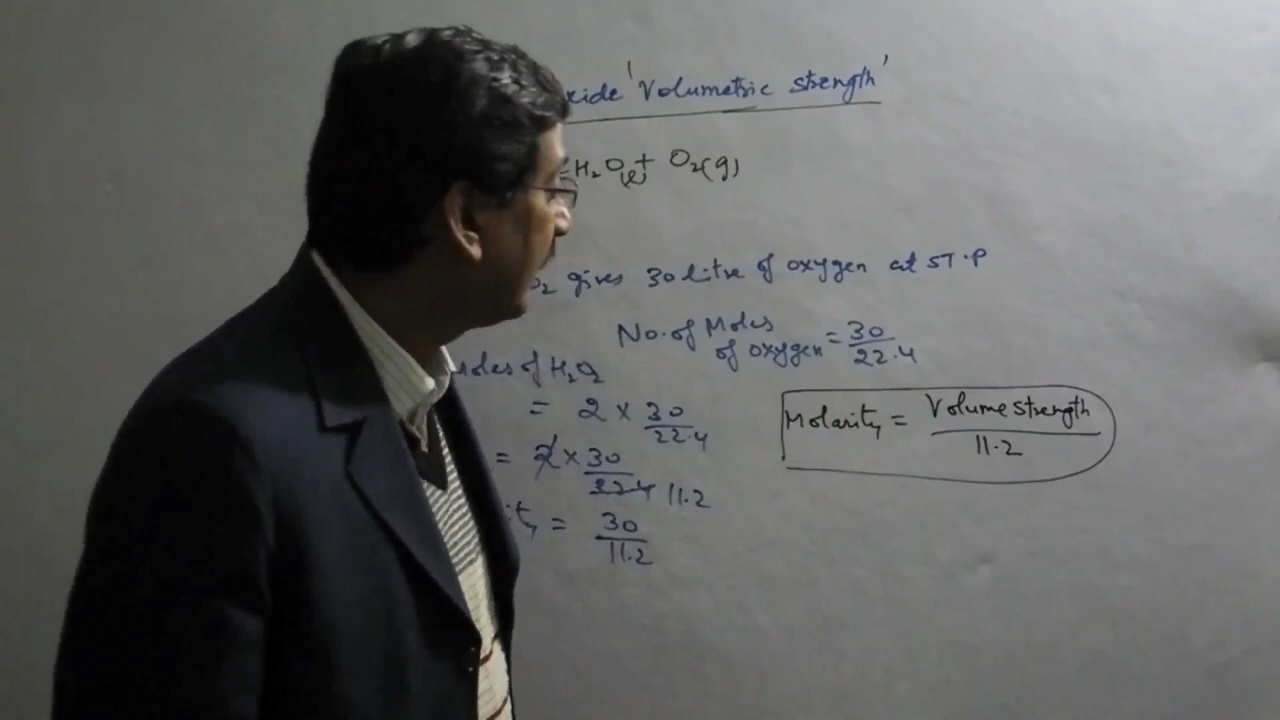 xide 'Volumetric strength'
H₂O(l) + O₂(g)
O₂ gives 30 litre of oxygen at S T . P
No. of Moles of oxygen = 30/22.4
moles of H₂O₂
= 2 × 30/22.4
= 2 × 30/22.4 11.2
ity = 30/11.2
Molarity = Volume strength/11.2